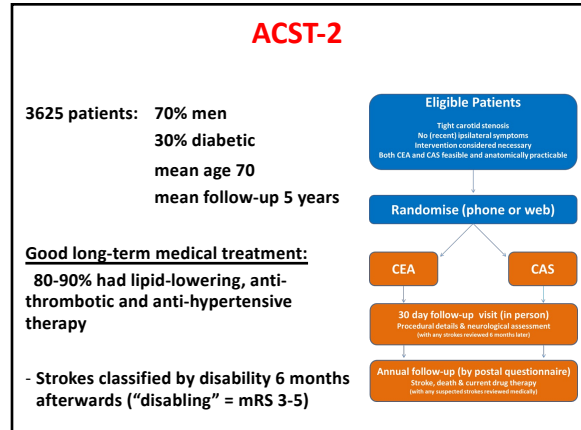 ACST-2
3625 patients: 70% men
30% diabetic
mean age 70
mean follow-up 5 years
Good long-term medical treatment:
80-90% had lipid-lowering, anti-
thrombotic and anti-hypertensive
therapy
- Strokes classified by disability 6 months
afterwards (“disabling” = mRS 3-5)
Eligible Patients
Tight carotid stenosis
No (recent) ipsilateral symptoms
Intervention considered necessary
Both CEA and CAS feasible and anatomically practicable
Randomise (phone or web)
CEA
CAS
30 day follow-up visit (in person)
Procedural details & neurological assessment
(with any strokes reviewed 6 months later)
Annual follow-up (by postal questionnaire)
Stroke, death & current drug therapy
(with any suspected strokes reviewed medically)